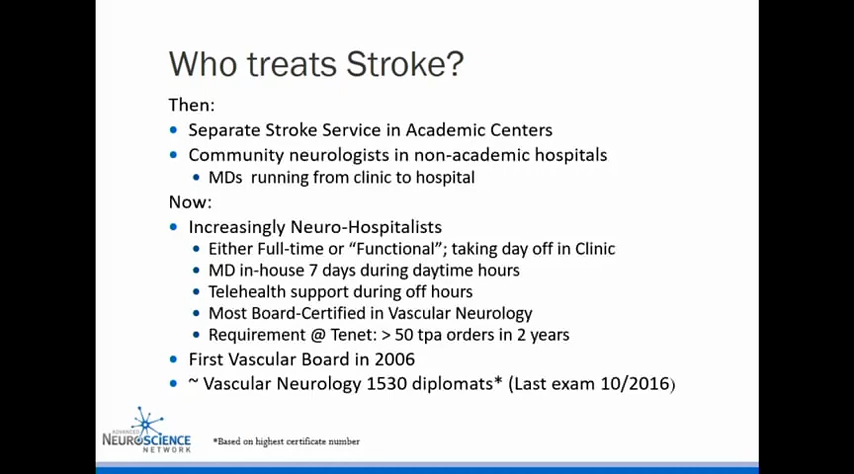 Who treats Stroke?
Then:
• Separate Stroke Service in Academic Centers
• Community neurologists in non-academic hospitals
• MDs running from clinic to hospital
Now:
• Increasingly Neuro-Hospitalists
• Either Full-time or “Functional”; taking day off in Clinic
• MD in-house 7 days during daytime hours
• Telehealth support during off hours
• Most Board-Certified in Vascular Neurology
• Requirement @ Tenet: > 50 tpa orders in 2 years
• First Vascular Board in 2006
• ~ Vascular Neurology 1530 diplomats* (Last exam 10/2016)
ADVANCED
NEUROSCIENCE
NETWORK
*Based on highest certificate number